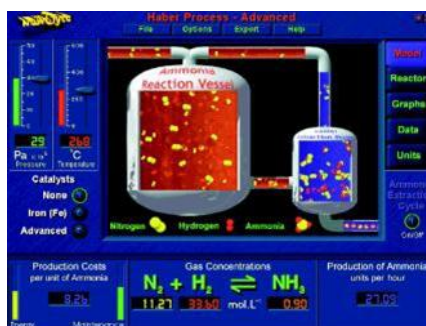 Haber Process - Advanced
File Options Export Help
Ammonia
Reaction Vessel
Model
Reactor
Graphs
Data
Units
29 268
Pa °C
Pressure Temperature
Catalysts
None
Iron (Fe)
Advanced
Nitrogen Hydrogen Ammonia
Ammonia
Extraction
Cycle
On/Off
Production Costs
per unit of Ammonia
8.26
Energy Maintenance
Gas Concentrations
N₂ + H₂ ⇌ NH₃
11.27 33.60 mol.L⁻¹ 0.90
Production of Ammonia
units per hour
27.09